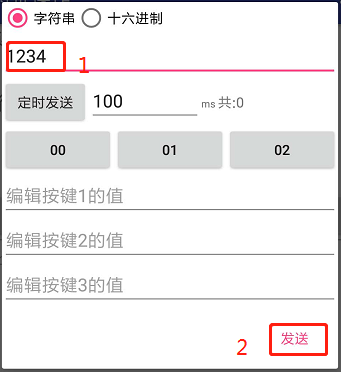 字符串 十六进制
1234 1
定时发送 100 ms 共:0
00 01 02
编辑按键1的值
编辑按键2的值
编辑按键3的值
2 发送